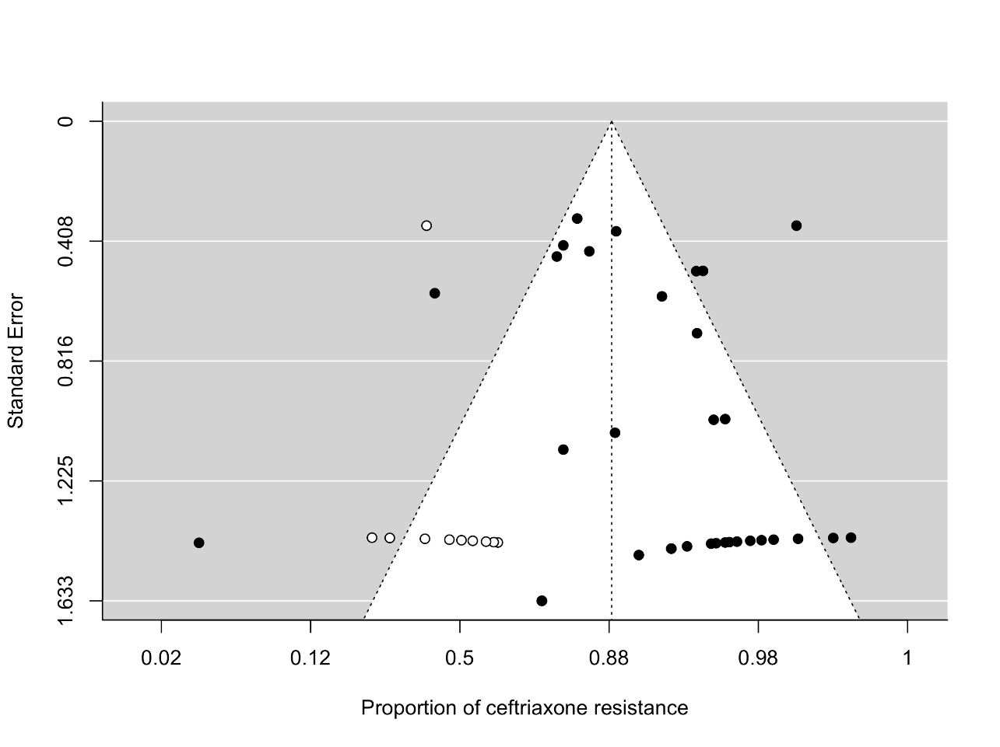 0
0.408
0.816
1.225
1.633
Standard Error
0.02 0.12 0.5 0.88 0.98 1
Proportion of ceftriaxone resistance